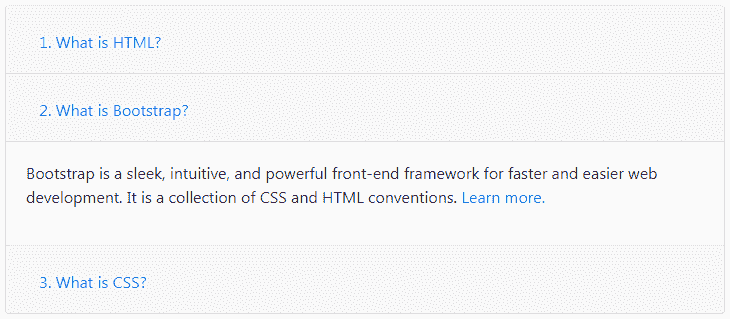 1. What is HTML?
2. What is Bootstrap?
Bootstrap is a sleek, intuitive, and powerful front-end framework for faster and easier web
development. It is a collection of CSS and HTML conventions. Learn more.
3. What is CSS?